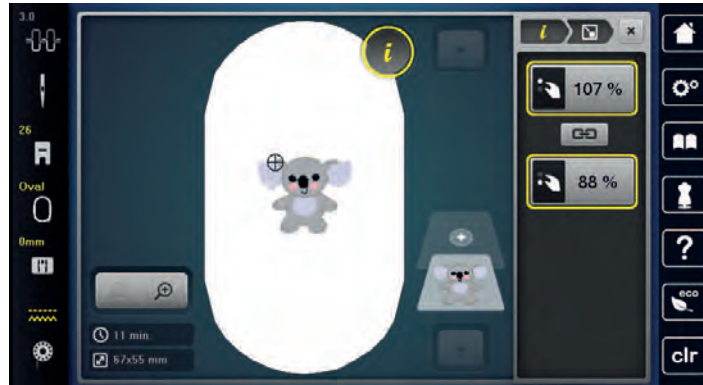 3.0
26
Oval
0mm
i
11 min.
67x55 mm
i
107 %
88 %
?
eco
clr